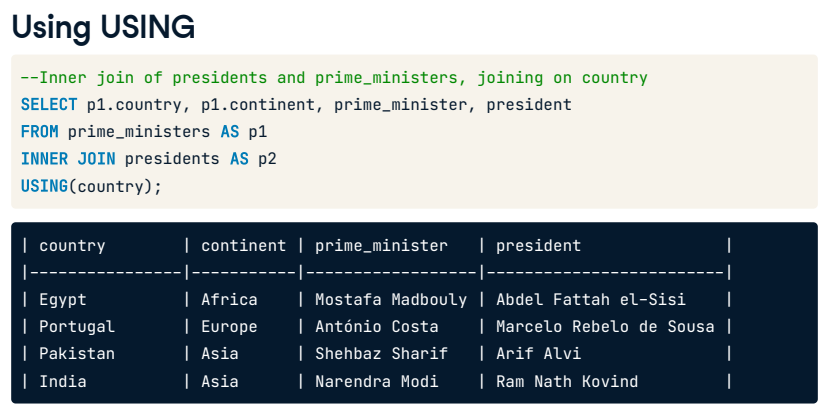 Using USING
--Inner join of presidents and prime_ministers, joining on country
SELECT p1.country, p1.continent, prime_minister, president
FROM prime_ministers AS p1
INNER JOIN presidents AS p2
USING(country);
| country        | continent | prime_minister   | president               |
|----------------|-----------|------------------|-------------------------|
| Egypt          | Africa    | Mostafa Madbouly | Abdel Fattah el-Sisi    |
| Portugal       | Europe    | António Costa    | Marcelo Rebelo de Sousa |
| Pakistan       | Asia      | Shehbaz Sharif   | Arif Alvi               |
| India          | Asia      | Narendra Modi    | Ram Nath Kovind         |